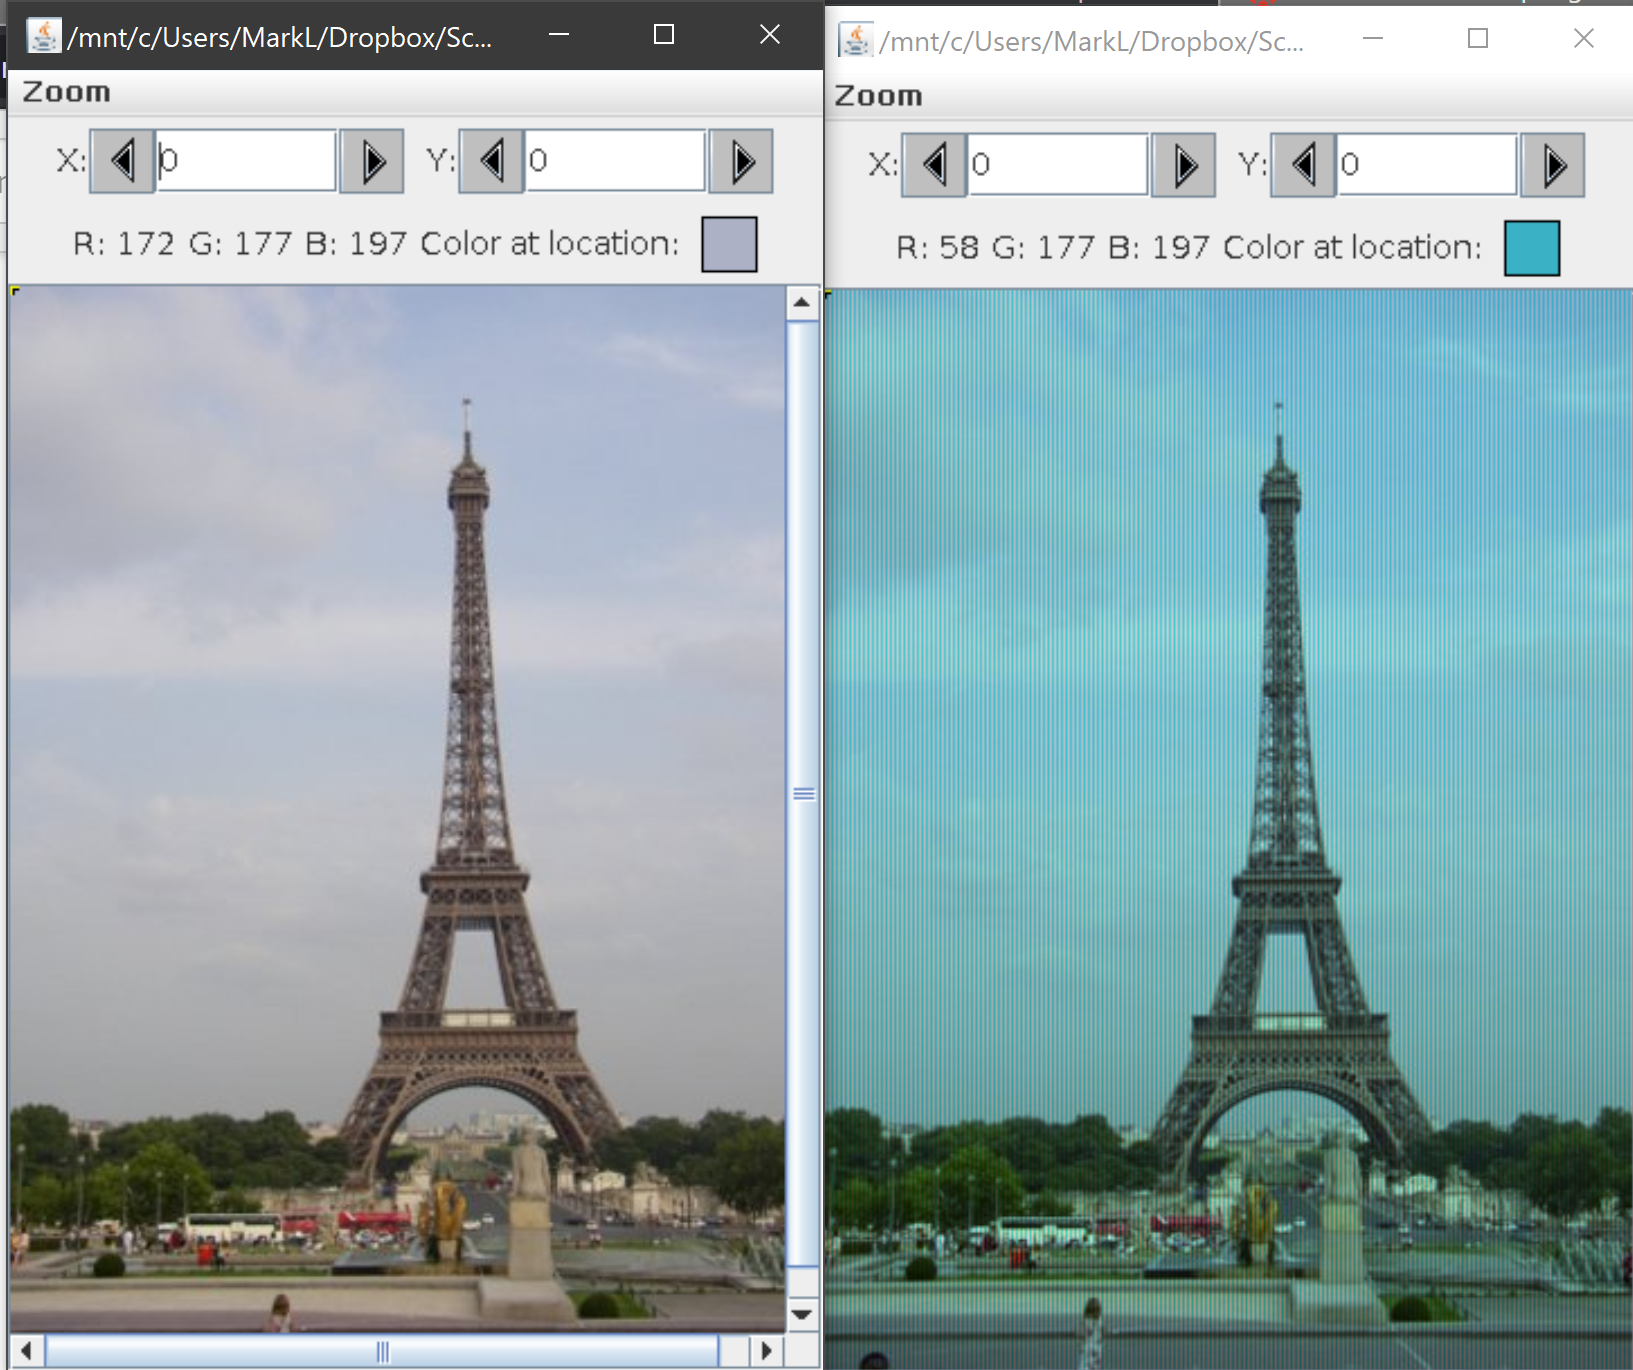 /mnt/c/Users/MarkL/Dropbox/Sc...
Zoom
X: 0 Y: 0
R: 172 G: 177 B: 197 Color at location:
/mnt/c/Users/MarkL/Dropbox/Sc...
Zoom
X: 0 Y: 0
R: 58 G: 177 B: 197 Color at location: